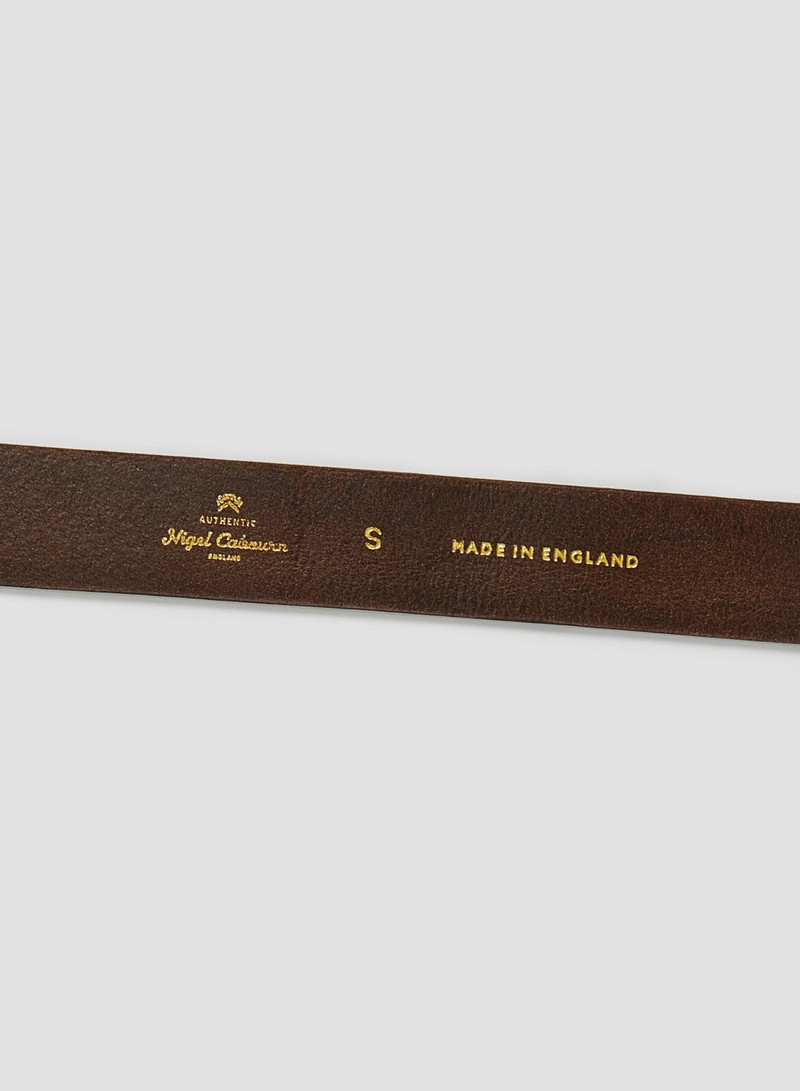 AUTHENTIC
Nigel Cabourn
ENGLAND
S
MADE IN ENGLAND